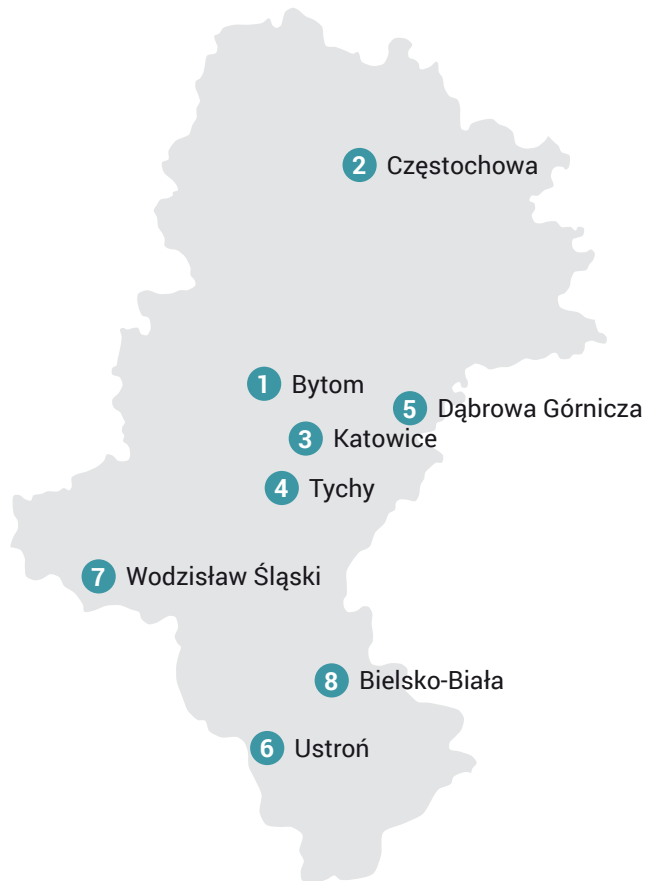 2 Częstochowa
1 Bytom
5 Dąbrowa Górnicza
3 Katowice
4 Tychy
7 Wodzisław Śląski
8 Bielsko-Biała
6 Ustroń